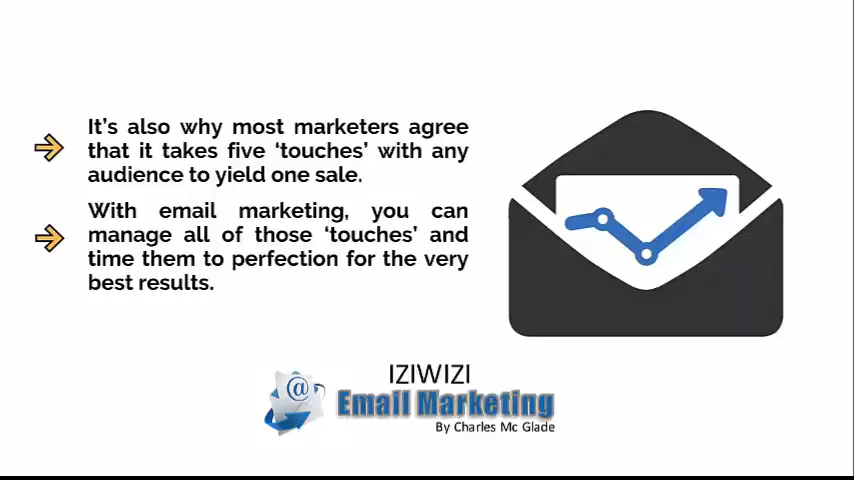 It's also why most marketers agree
that it takes five ‘touches’ with any
audience to yield one sale.
With email marketing, you can
manage all of those ‘touches’ and
time them to perfection for the very
best results.
IZIWIZI
@
Email Marketing
By Charles Mc Glade